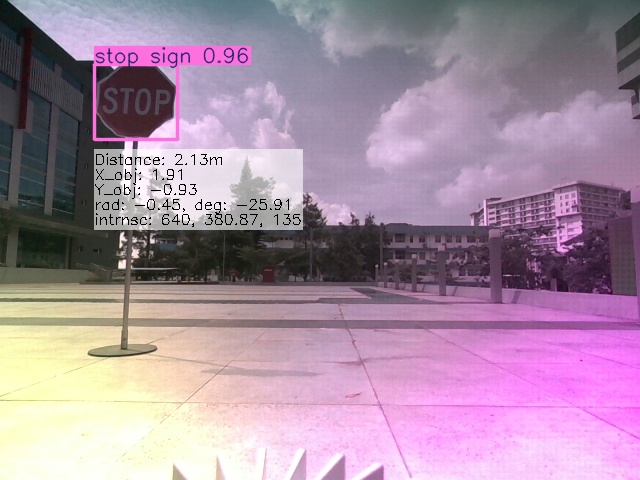 stop sign 0.96
STOP
Distance: 2.13m
X_obj: 1.91
Y_obj: -0.93
rad: -0.45, deg: -25.91
intrnsc: 640, 380.87, 135